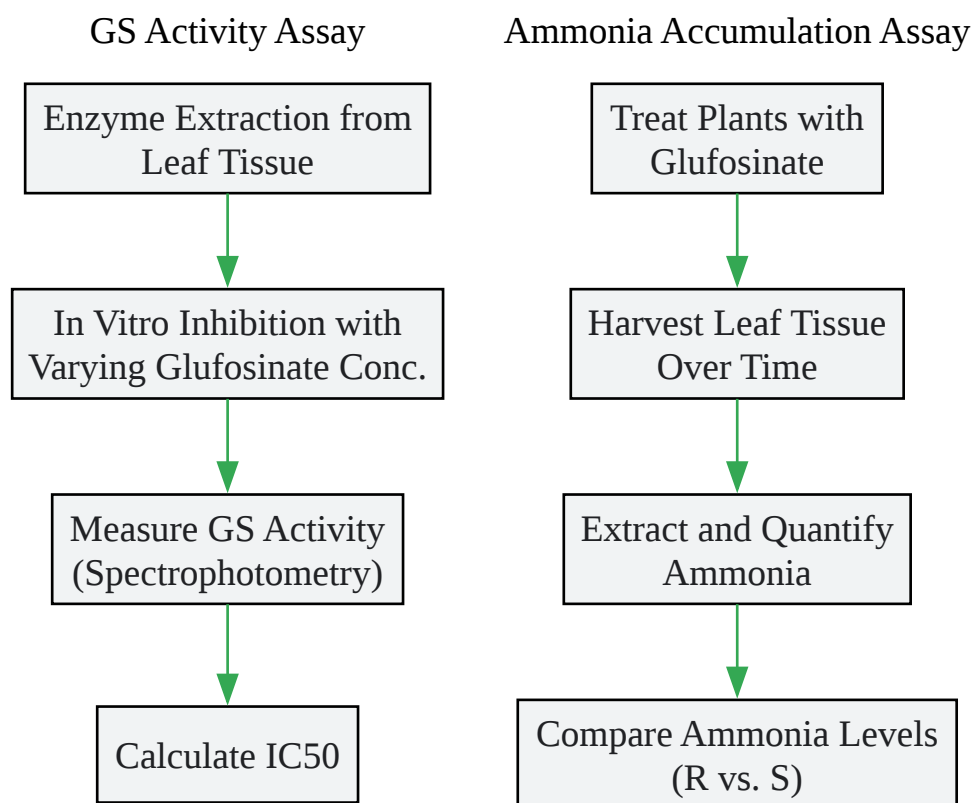 GS Activity Assay
Enzyme Extraction from
Leaf Tissue
In Vitro Inhibition with
Varying Glufosinate Conc.
Measure GS Activity
(Spectrophotometry)
Calculate IC50
Ammonia Accumulation Assay
Treat Plants with
Glufosinate
Harvest Leaf Tissue
Over Time
Extract and Quantify
Ammonia
Compare Ammonia Levels
(R vs. S)